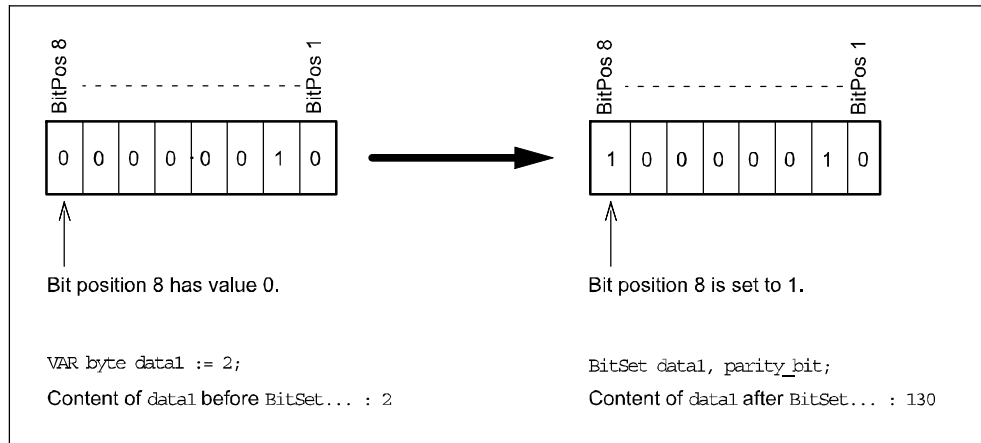 BitPos 8
BitPos 1
BitPos 8
BitPos 1
0 0 0 0 0 0 1 0
1 0 0 0 0 0 1 0
Bit position 8 has value 0.
Bit position 8 is set to 1.
VAR byte data1 := 2;
BitSet data1, parity_bit;
Content of data1 before BitSet... : 2
Content of data1 after BitSet... : 130